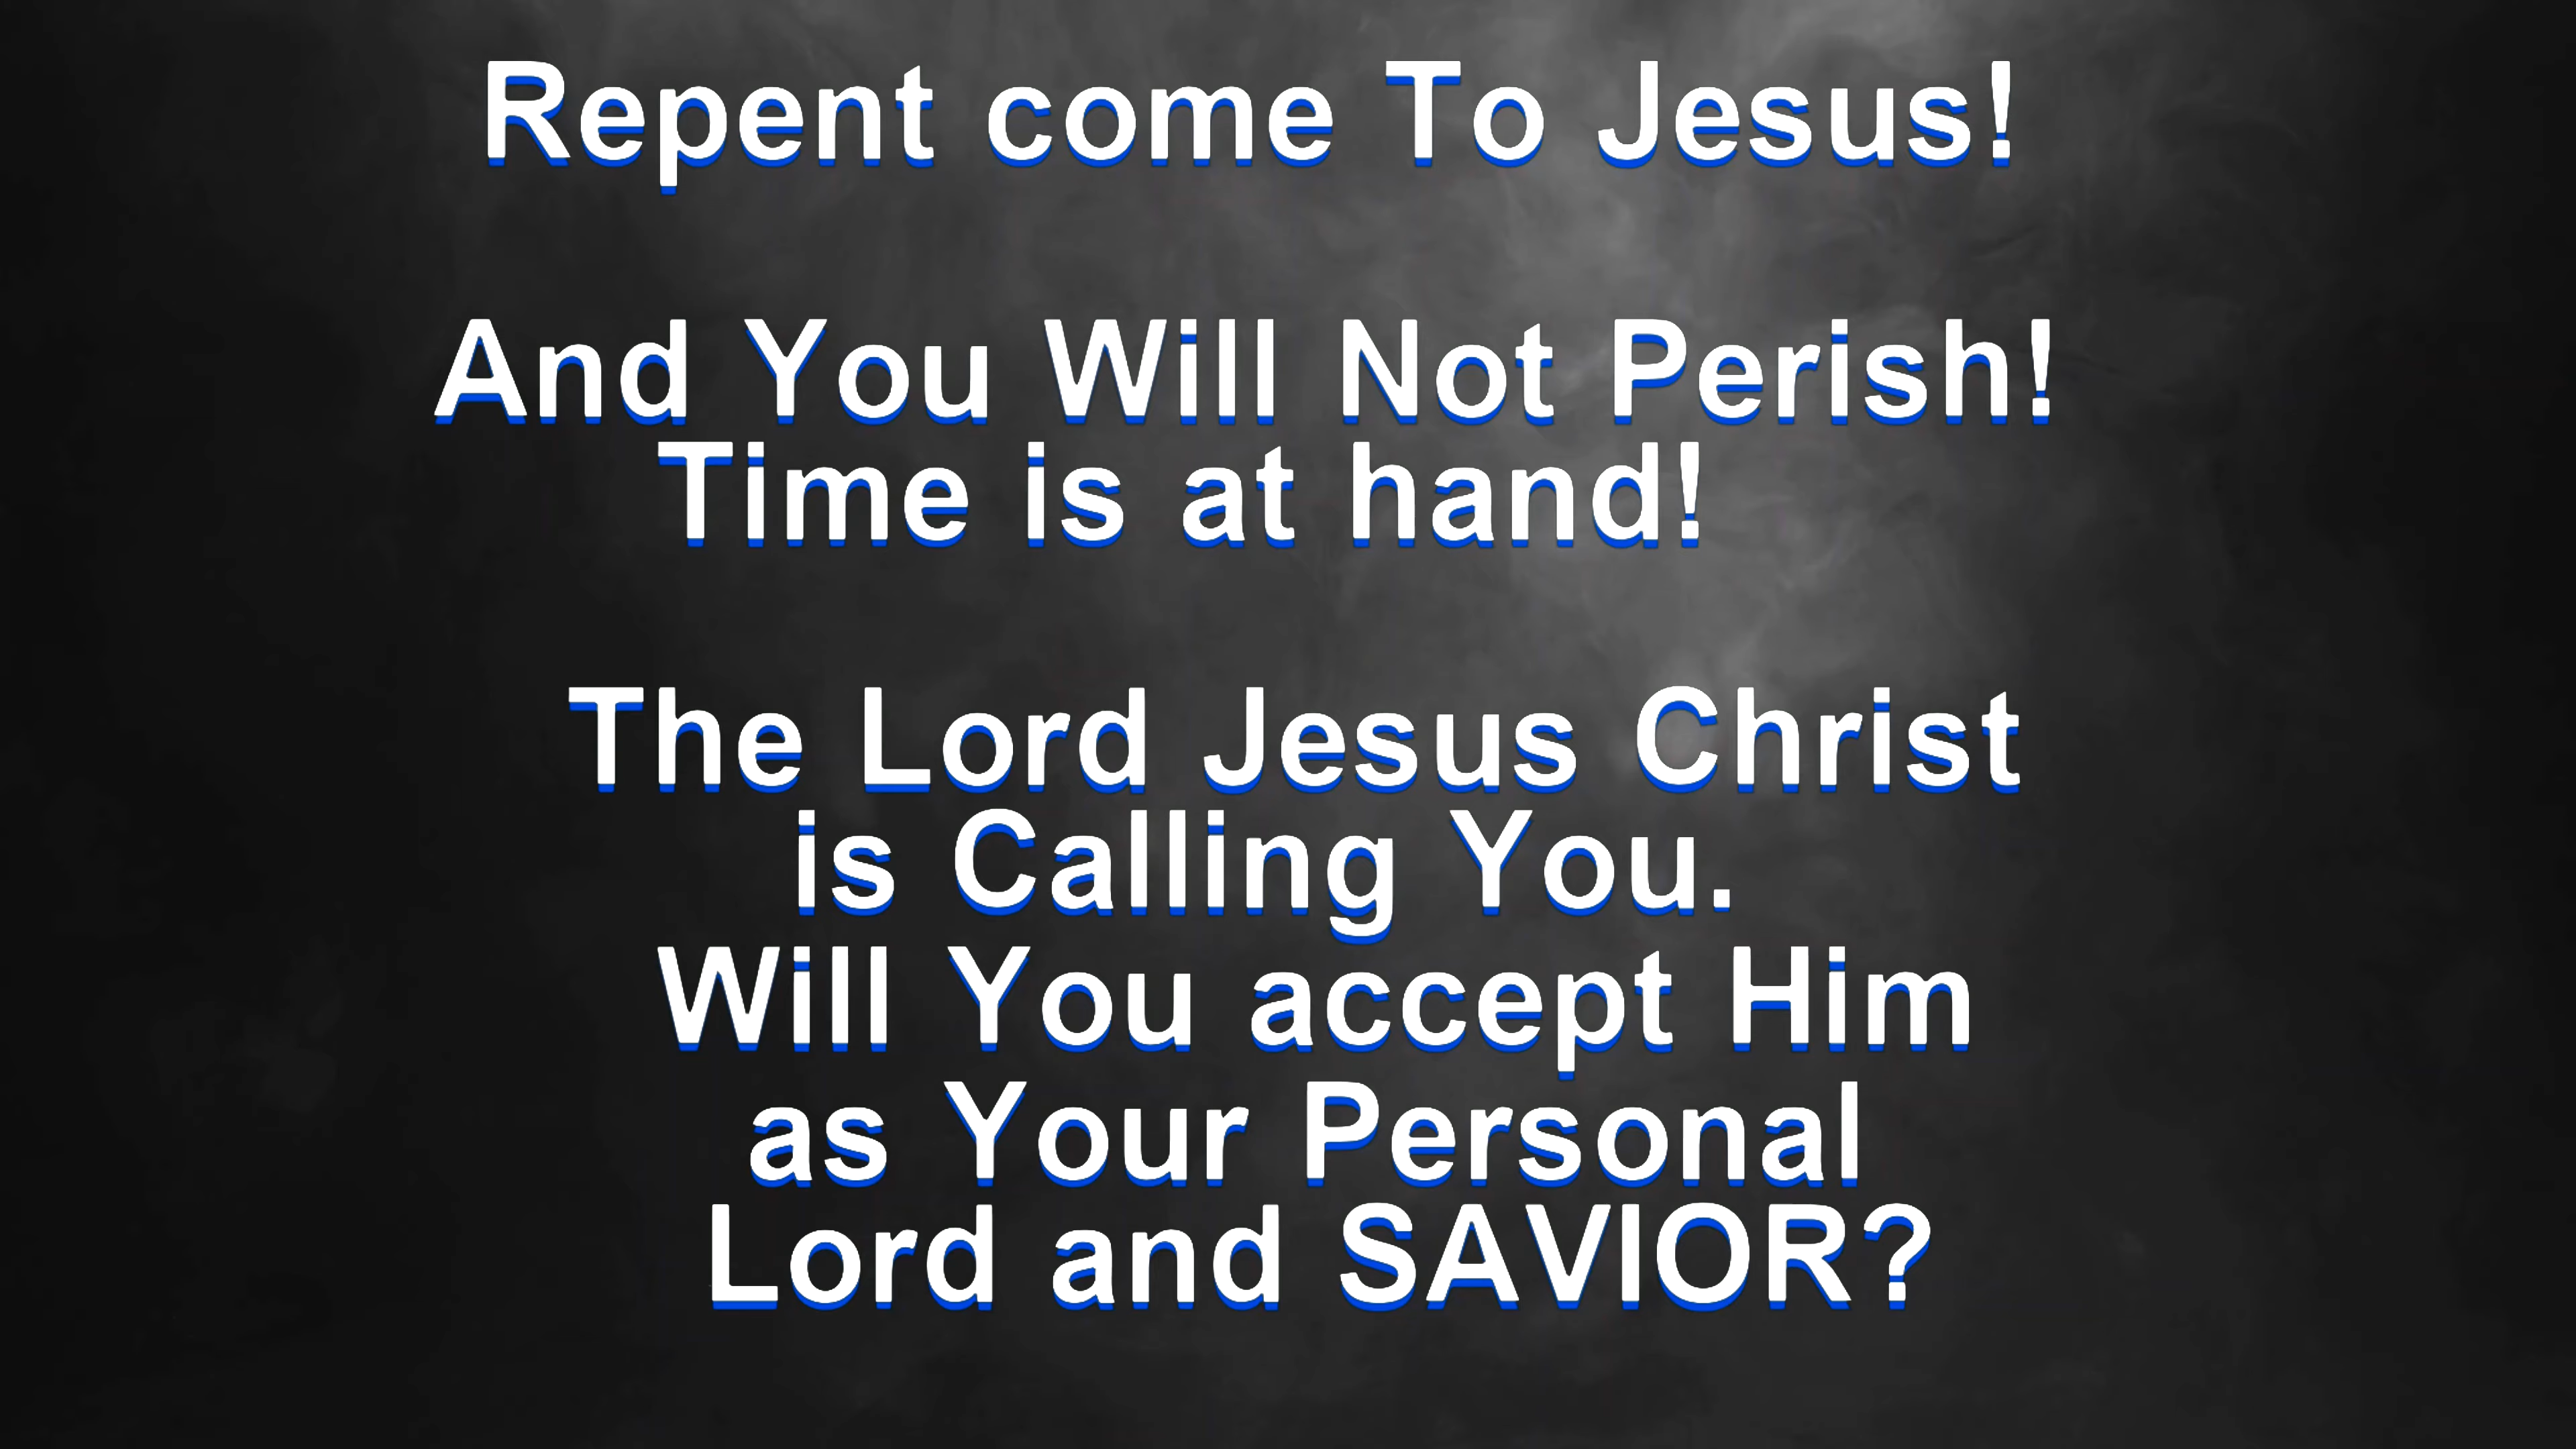 Repent come To Jesus!
And You Will Not Perish!
Time is at hand!
The Lord Jesus Christ
is Calling You.
Will You accept Him
as Your Personal
Lord and SAVIOR?